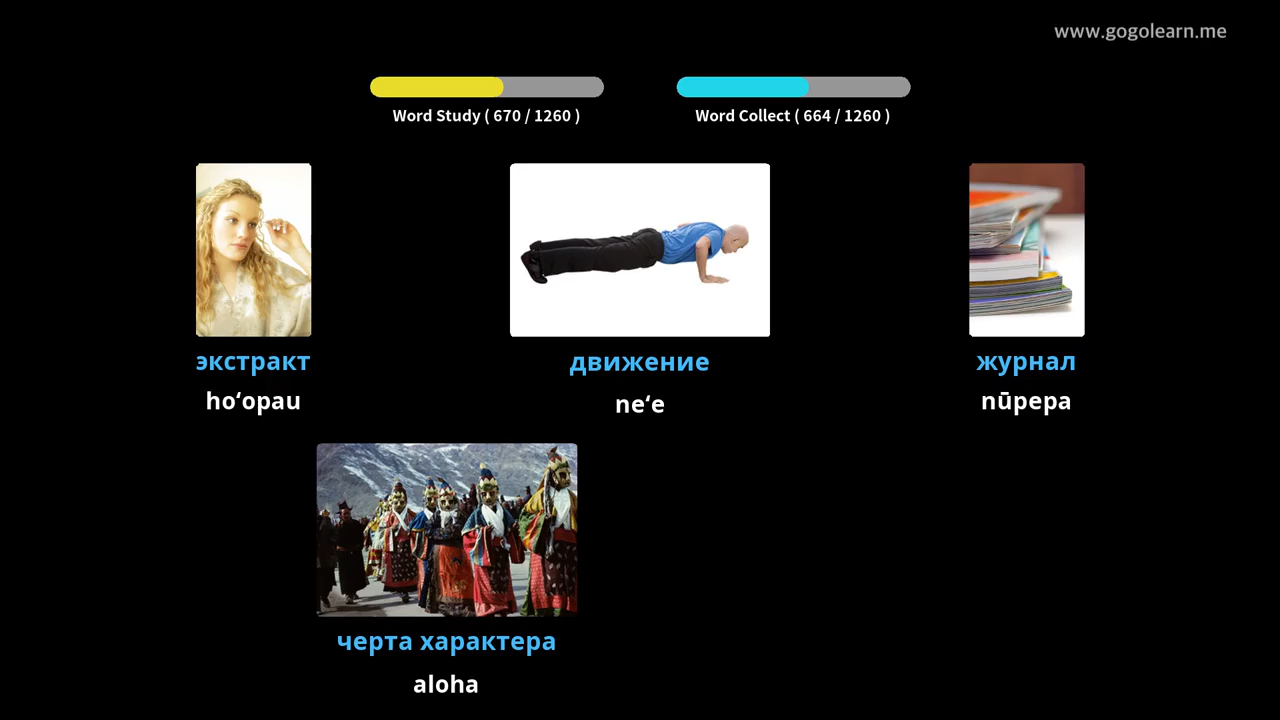 www.gogolearn.me
Word Study ( 670 / 1260 )
Word Collect ( 664 / 1260 )
экстракт
hoʻopau
движение
neʻe
журнал
nūpepa
черта характера
aloha